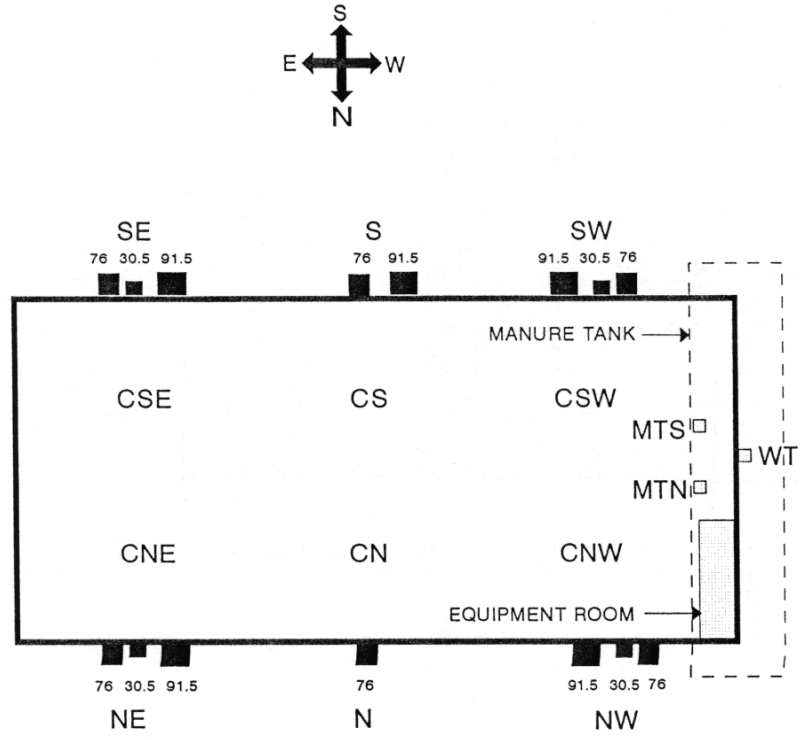 S
E W
N
SE S SW
76 30.5 91.5 76 91.5 91.5 30.5 76
MANURE TANK
CSE CS CSW
MTS
WT
MTN
CNE CN CNW
EQUIPMENT ROOM
76 30.5 91.5 76 91.5 30.5 76
NE N NW